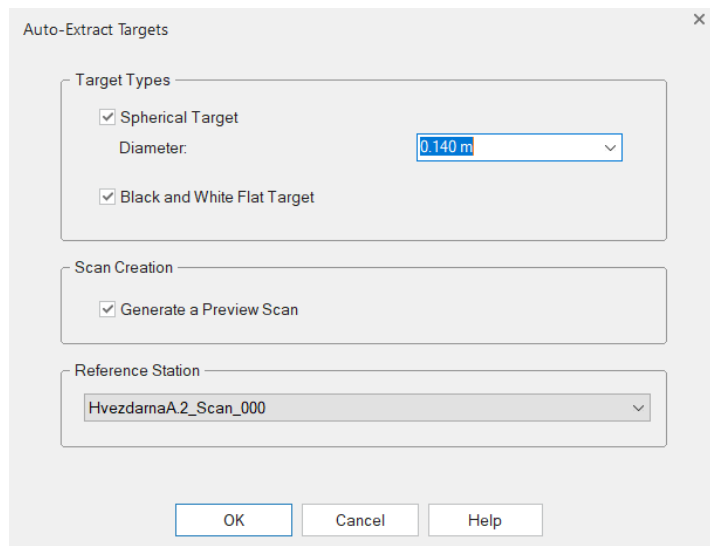 Auto-Extract Targets
Target Types
Spherical Target
Diameter:
0.140 m
Black and White Flat Target
Scan Creation
Generate a Preview Scan
Reference Station
HvezdarnaA.2_Scan_000
OK
Cancel
Help